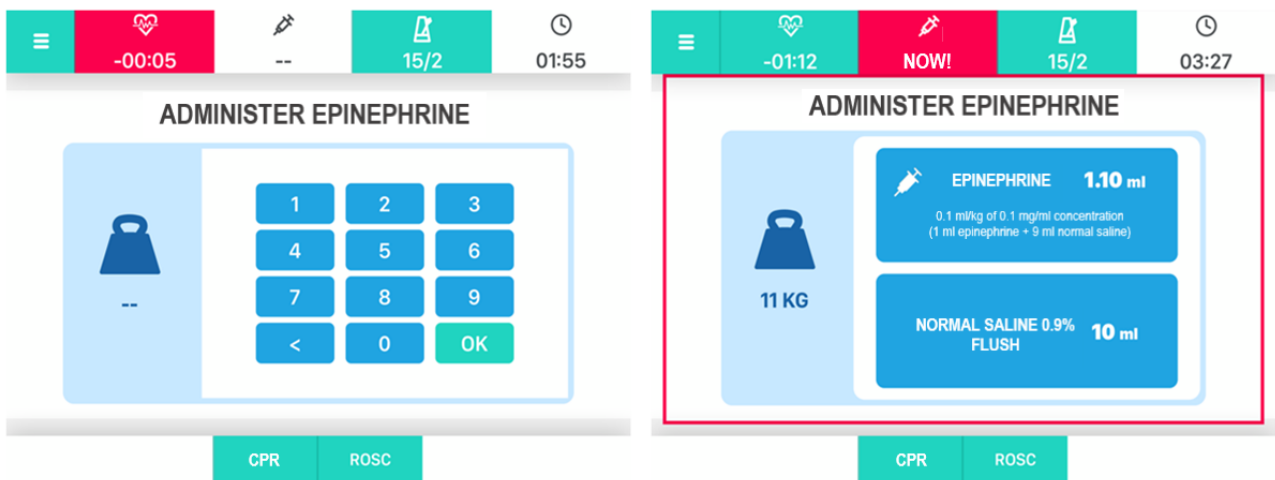 -00:05 -- 15/2 01:55
ADMINISTER EPINEPHRINE
1 2 3
4 5 6
7 8 9
< 0 OK
--
CPR ROSC
-01:12 NOW! 15/2 03:27
ADMINISTER EPINEPHRINE
EPINEPHRINE 1.10 ml
0.1 ml/kg of 0.1 mg/ml concentration
(1 ml epinephrine + 9 ml normal saline)
11 KG
NORMAL SALINE 0.9% 10 ml
FLUSH
CPR ROSC